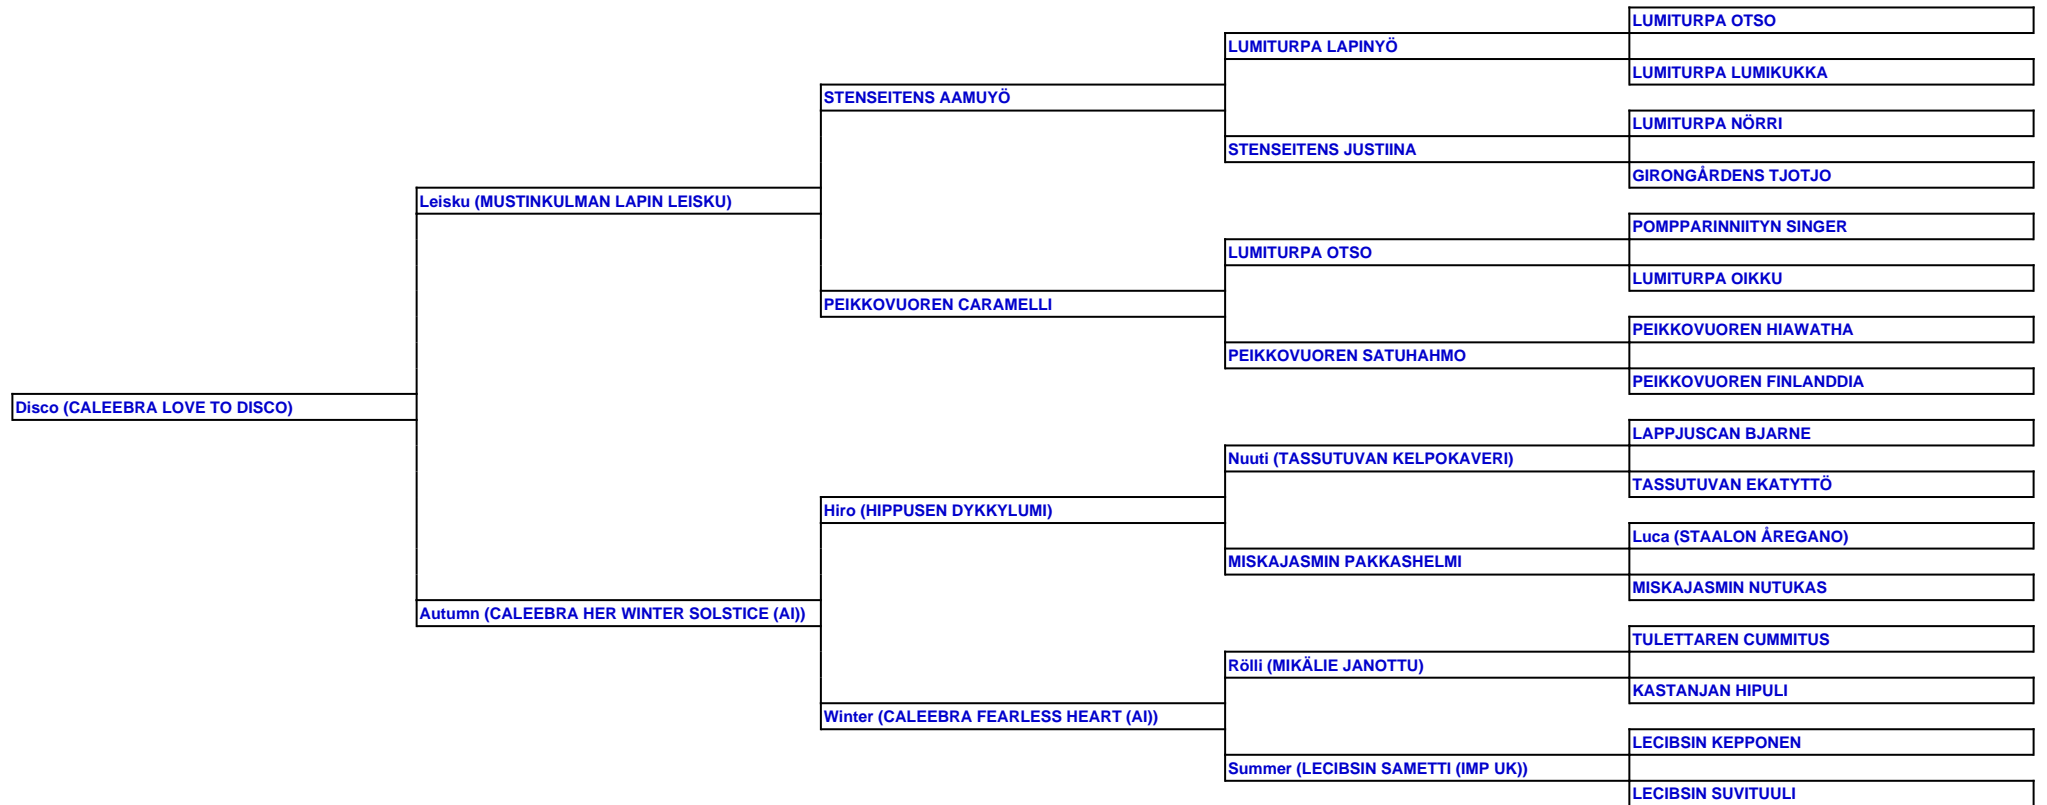 LUMITURPA OTSO
LUMITURPA LAPINYÖ
LUMITURPA LUMIKUKKA
STENSEITENS AAMUYÖ
LUMITURPA NÖRRI
STENSEITENS JUSTIINA
GIRONGÅRDENS TJOTJO
Leisku (MUSTINKULMAN LAPIN LEISKU)
POMPPARINNIITYN SINGER
LUMITURPA OTSO
LUMITURPA OIKKU
PEIKKOVUOREN CARAMELLI
PEIKKOVUOREN HIAWATHA
PEIKKOVUOREN SATUHAHMO
PEIKKOVUOREN FINLANDDIA
Disco (CALEEBRA LOVE TO DISCO)
LAPPJUSCAN BJARNE
Nuuti (TASSUTUVAN KELPOKAVERI)
TASSUTUVAN EKATYTTÖ
Hiro (HIPPUSEN DYKKYLUMI)
Luca (STAALON ÅREGANO)
MISKAJASMIN PAKKASHELMI
MISKAJASMIN NUTUKAS
Autumn (CALEEBRA HER WINTER SOLSTICE (AI))
TULETTAREN CUMMITUS
Rölli (MIKÄLIE JANOTTU)
KASTANJAN HIPULI
Winter (CALEEBRA FEARLESS HEART (AI))
LECIBSIN KEPPONEN
Summer (LECIBSIN SAMETTI (IMP UK))
LECIBSIN SUVITUULI